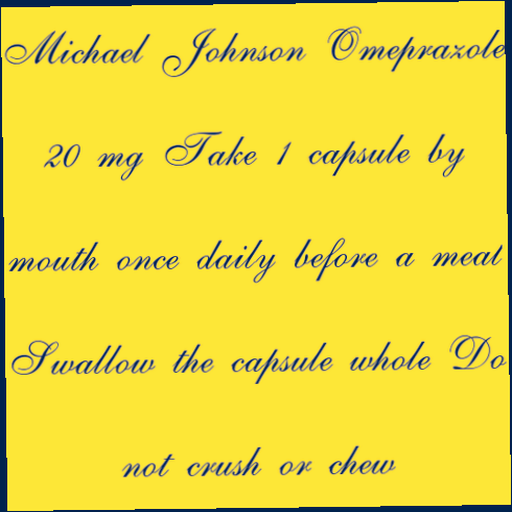 Michael Johnson Omeprazole
20 mg Take 1 capsule by
mouth once daily before a meal
Swallow the capsule whole Do
not crush or chew